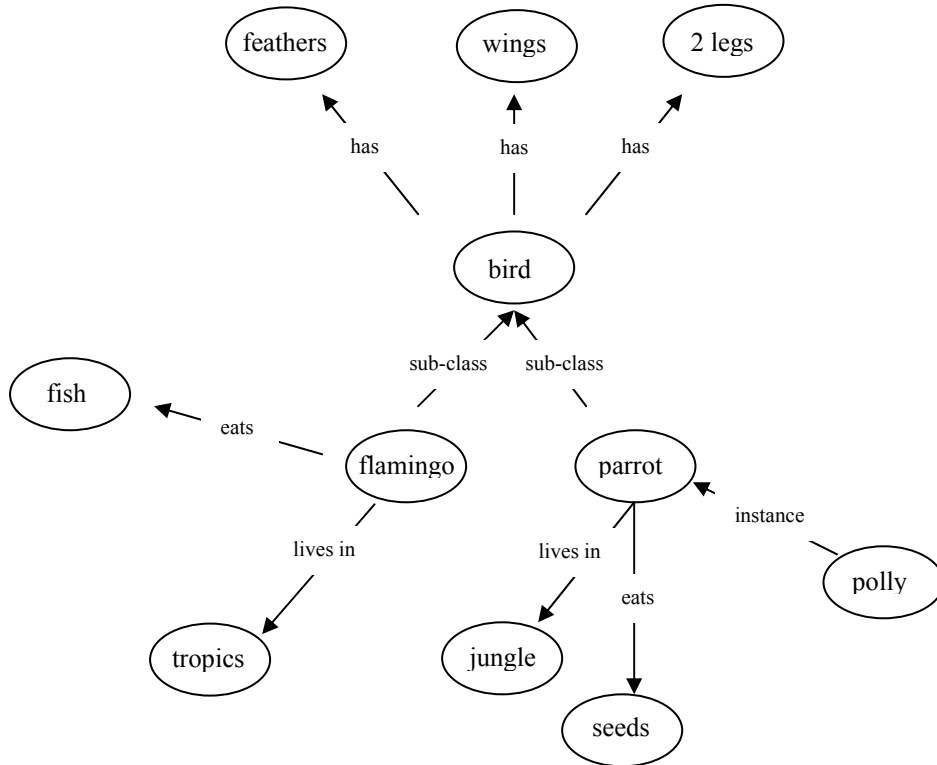 feathers
wings
2 legs
has
has
has
bird
sub-class
sub-class
fish
eats
flamingo
parrot
instance
lives in
lives in
polly
eats
tropics
jungle
seeds